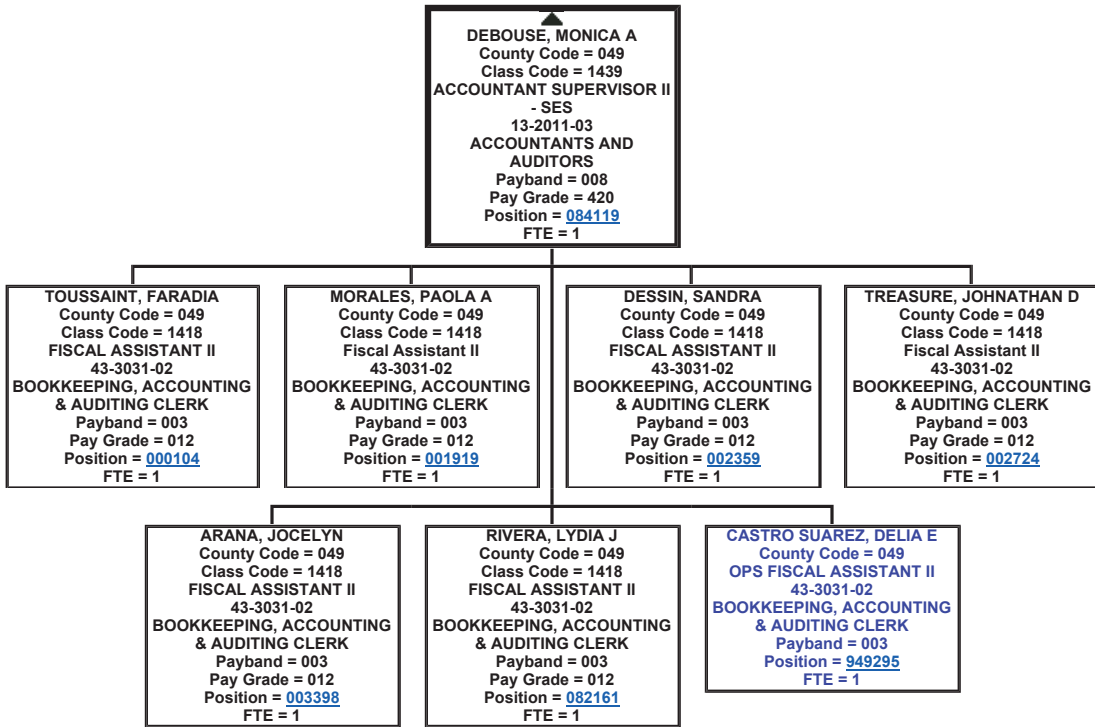 DEBOUSE, MONICA A
County Code = 049
Class Code = 1439
ACCOUNTANT SUPERVISOR II
- SES
13-2011-03
ACCOUNTANTS AND
AUDITORS
Payband = 008
Pay Grade = 420
Position = 084119
FTE = 1
TOUSSAINT, FARADIA
County Code = 049
Class Code = 1418
FISCAL ASSISTANT II
43-3031-02
BOOKKEEPING, ACCOUNTING
& AUDITING CLERK
Payband = 003
Pay Grade = 012
Position = 000104
FTE = 1
MORALES, PAOLA A
County Code = 049
Class Code = 1418
Fiscal Assistant II
43-3031-02
BOOKKEEPING, ACCOUNTING
& AUDITING CLERK
Payband = 003
Pay Grade = 012
Position = 001919
FTE = 1
DESSIN, SANDRA
County Code = 049
Class Code = 1418
FISCAL ASSISTANT II
43-3031-02
BOOKKEEPING, ACCOUNTING
& AUDITING CLERK
Payband = 003
Pay Grade = 012
Position = 002359
FTE = 1
TREASURE, JOHNATHAN D
County Code = 049
Class Code = 1418
Fiscal Assistant II
43-3031-02
BOOKKEEPING, ACCOUNTING
& AUDITING CLERK
Payband = 003
Pay Grade = 012
Position = 002724
FTE = 1
ARANA, JOCELYN
County Code = 049
Class Code = 1418
FISCAL ASSISTANT II
43-3031-02
BOOKKEEPING, ACCOUNTING
& AUDITING CLERK
Payband = 003
Pay Grade = 012
Position = 003398
FTE = 1
RIVERA, LYDIA J
County Code = 049
Class Code = 1418
FISCAL ASSISTANT II
43-3031-02
BOOKKEEPING, ACCOUNTING
& AUDITING CLERK
Payband = 003
Pay Grade = 012
Position = 082161
FTE = 1
CASTRO SUAREZ, DELIA E
County Code = 049
OPS FISCAL ASSISTANT II
43-3031-02
BOOKKEEPING, ACCOUNTING
& AUDITING CLERK
Payband = 003
Position = 949295
FTE = 1